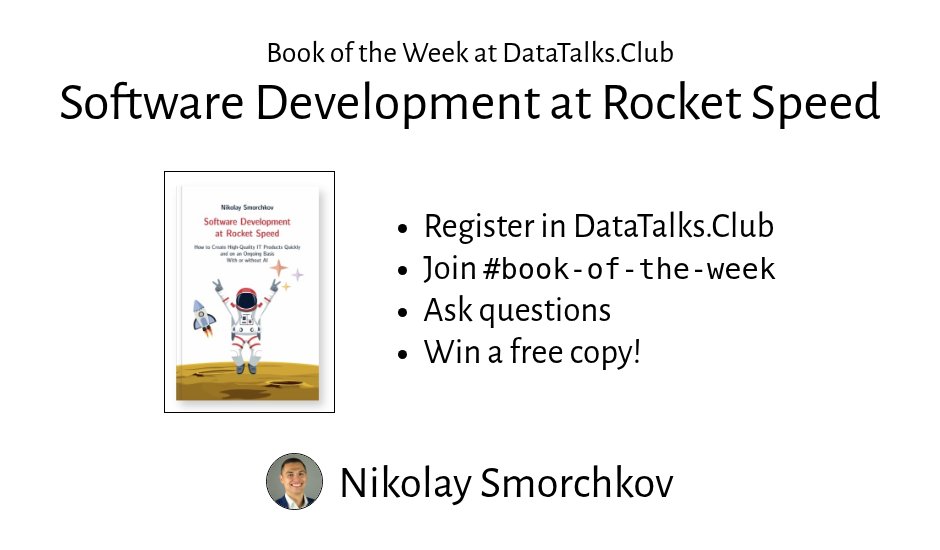 Book of the Week at DataTalks.Club
Software Development at Rocket Speed
Nikolay Smorchkov
Software Development
at Rocket Speed
How to Create High-Quality IT Products Quickly
and on an Ongoing Basis
With or without AI
• Register in DataTalks.Club
• Join #book-of-the-week
• Ask questions
• Win a free copy!
Nikolay Smorchkov